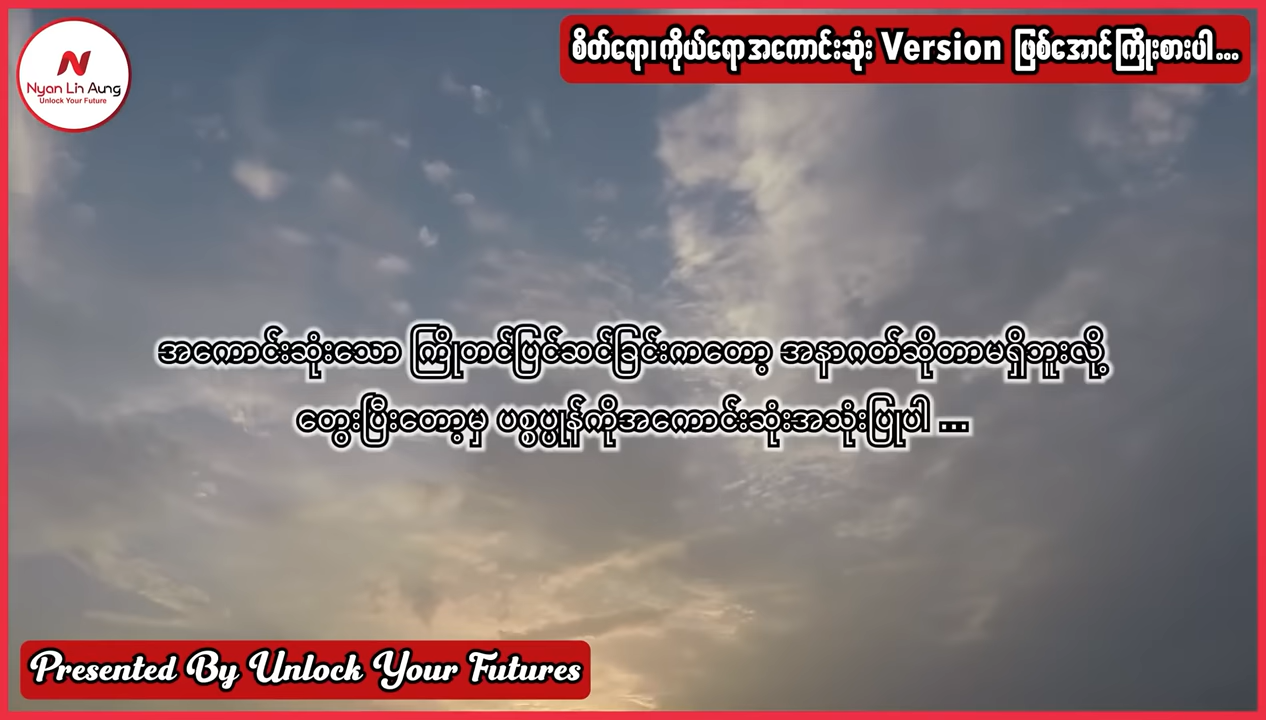 Nyan Lin Aung
Unlock Your Future
စိတ်ရော၊ကိုယ်ရောအကောင်းဆုံး Version ဖြစ်အောင်ကြိုးစားပါ...
အကောင်းဆုံးသော ကြိုတင်ပြင်ဆင်ခြင်းကတော့ အနာဂတ်ဆိုတာမရှိဘူးလို့
တွေးပြီးတော့မှ ပစ္စပ္ပုန်ကိုအကောင်းဆုံးအသုံးပြုပါ ...
Presented By Unlock Your Futures